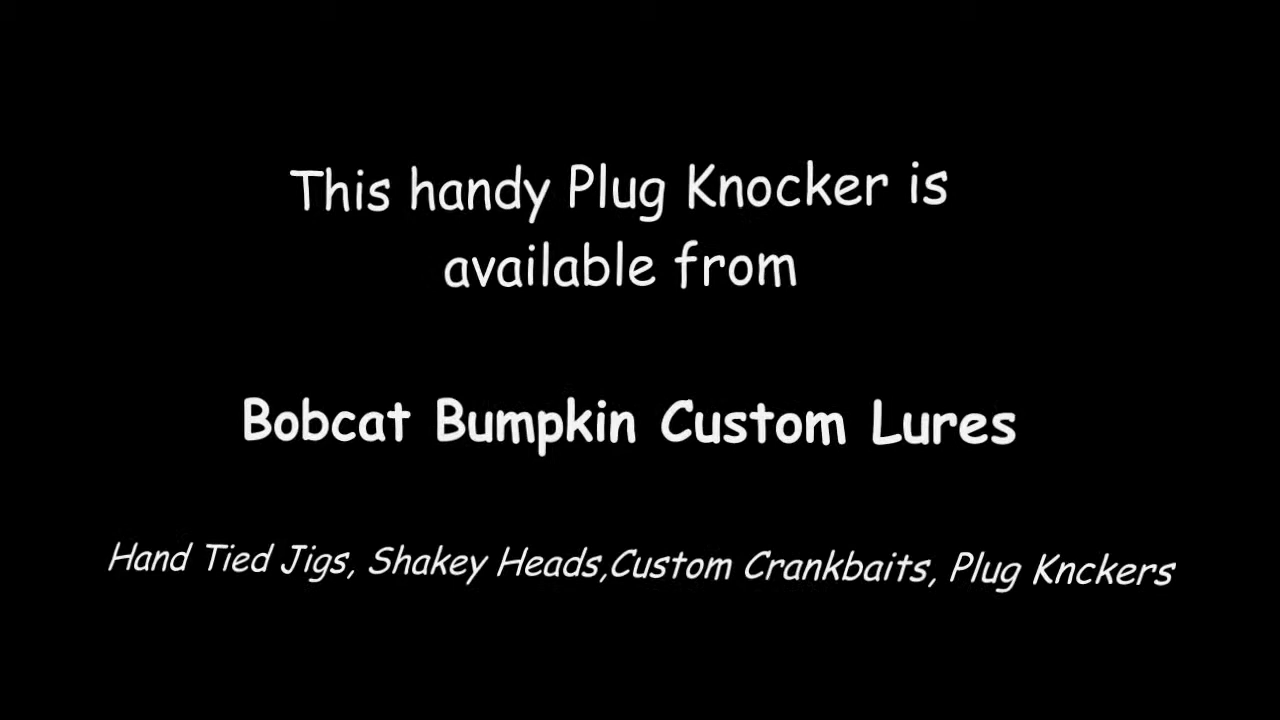 This handy Plug Knocker is
available from
Bobcat Bumpkin Custom Lures
Hand Tied Jigs, Shakey Heads,Custom Crankbaits, Plug Knckers